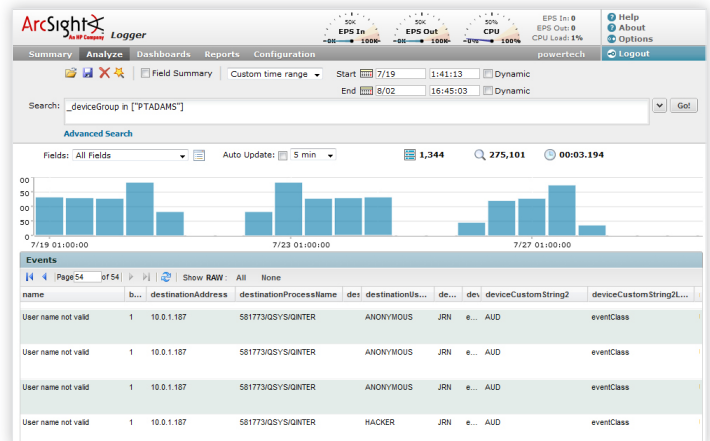 ArcSight Logger
An HP Company
50K
EPS In
0K 100K
50K
EPS Out
0K 100K
50%
CPU
0% 100%
EPS In: 0
EPS Out: 0
CPU Load: 1%
Help
About
Options
Summary Analyze Dashboards Reports Configuration powertech Logout
Field Summary Custom time range Start 7/19 1:41:13 Dynamic
End 8/02 16:45:03 Dynamic
Search: _deviceGroup in ["PTADAMS"] Go!
Advanced Search
Fields: All Fields Auto Update: 5 min 1,344 275,101 00:03.194
00
50
00
50
0
7/19 01:00:00 7/23 01:00:00 7/27 01:00:00
Events
Page 54 of 54 Show RAW: All None
name b... destinationAddress destinationProcessName des destinationUs... de... dev deviceCustomString2 deviceCustomString2L...
User name not valid 1 10.0.1.187 581773/QSYS/QINTER ANONYMOUS JRN e... AUD eventClass
User name not valid 1 10.0.1.187 581773/QSYS/QINTER ANONYMOUS JRN e... AUD eventClass
User name not valid 1 10.0.1.187 581773/QSYS/QINTER ANONYMOUS JRN e... AUD eventClass
User name not valid 1 10.0.1.187 581773/QSYS/QINTER HACKER JRN e... AUD eventClass